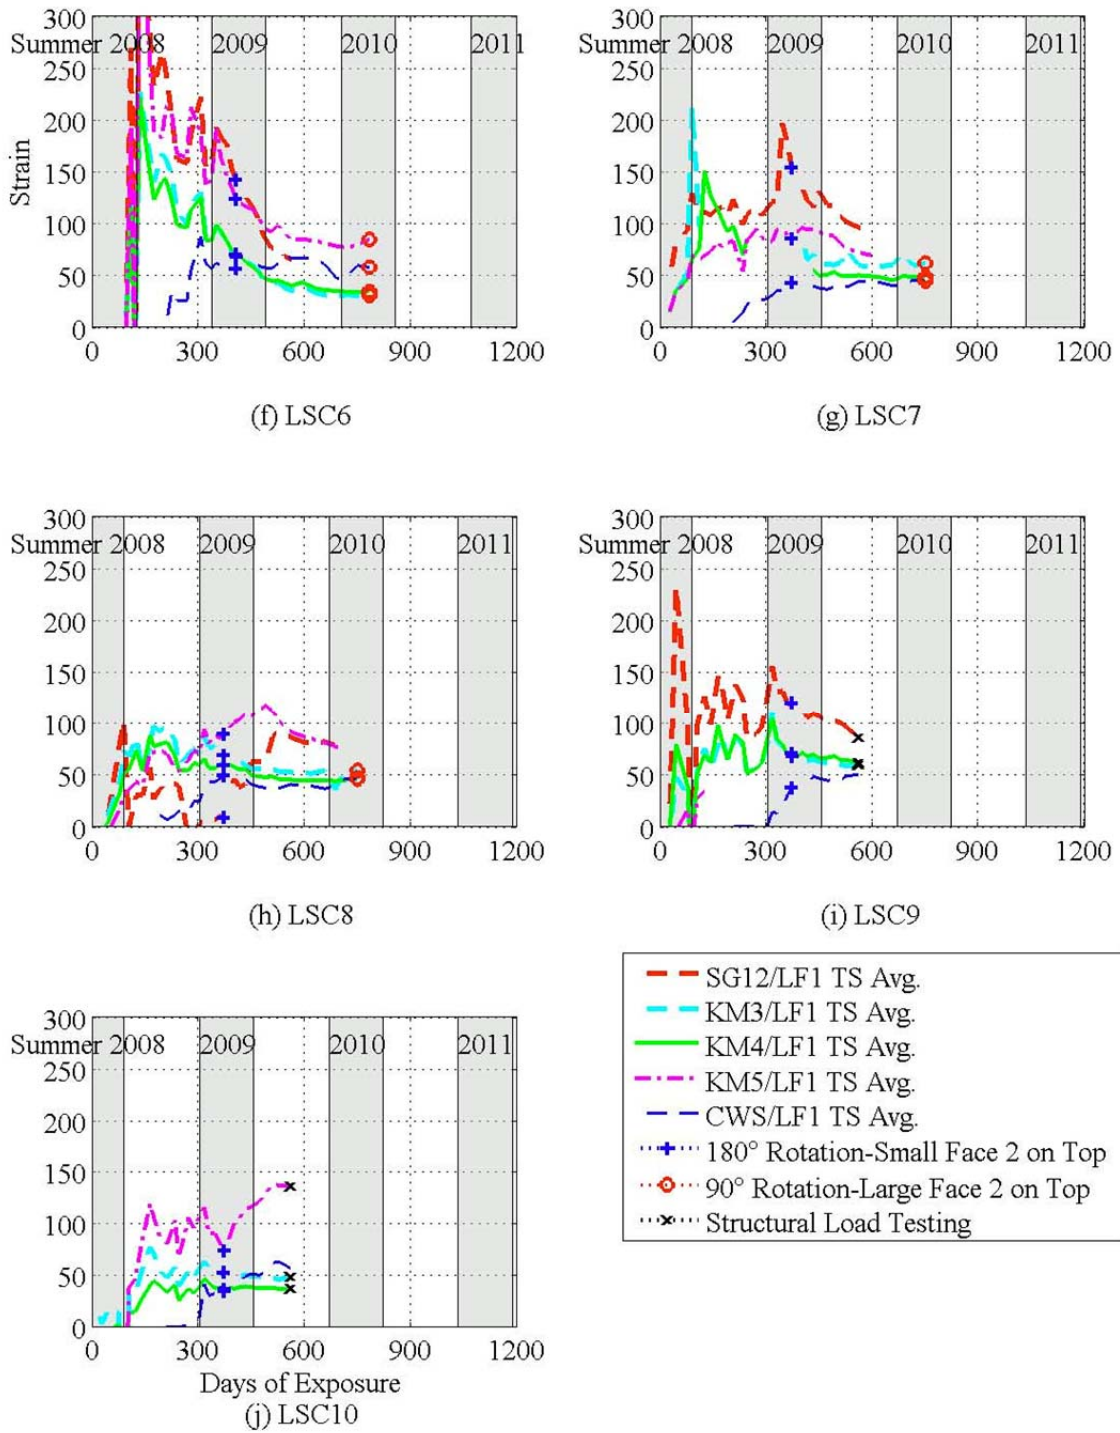 300
Summer 2008 2009 2010 2011
250
200
150
100
50
0
Strain
0 300 600 900 1200
(f) LSC6
300
Summer 2008 2009 2010 2011
250
200
150
100
50
0
0 300 600 900 1200
(g) LSC7
300
Summer 2008 2009 2010 2011
250
200
150
100
50
0
0 300 600 900 1200
(h) LSC8
300
Summer 2008 2009 2010 2011
250
200
150
100
50
0
0 300 600 900 1200
(i) LSC9
300
Summer 2008 2009 2010 2011
250
200
150
100
50
0
0 300 600 900 1200
Days of Exposure
(j) LSC10
SG12/LF1 TS Avg.
KM3/LF1 TS Avg.
KM4/LF1 TS Avg.
KM5/LF1 TS Avg.
CWS/LF1 TS Avg.
180° Rotation-Small Face 2 on Top
90° Rotation-Large Face 2 on Top
Structural Load Testing